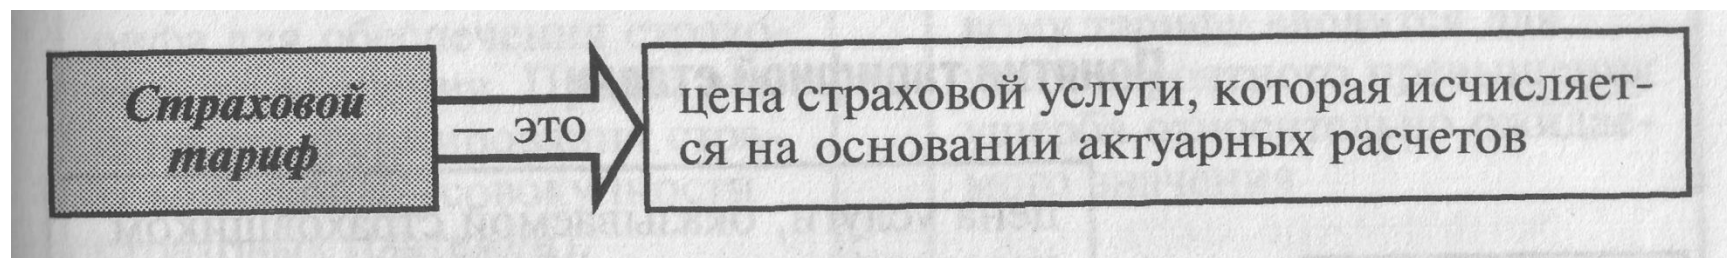 Страховой
тариф
— это
цена страховой услуги, которая исчисляет-
ся на основании актуарных расчетов